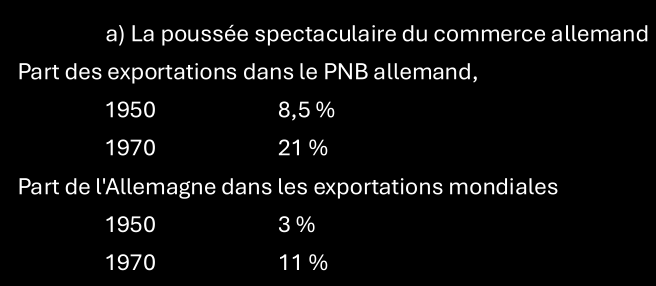 a) La poussée spectaculaire du commerce allemand
Part des exportations dans le PNB allemand,
1950 8,5 %
1970 21 %
Part de l'Allemagne dans les exportations mondiales
1950 3 %
1970 11 %